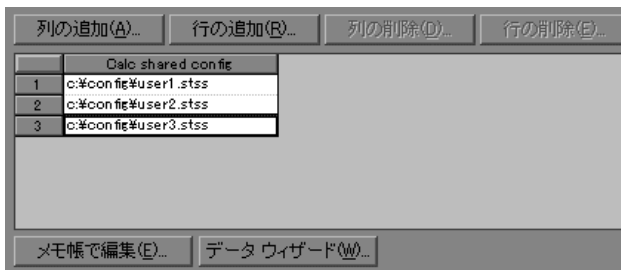 列の追加(A)... 行の追加(R)... 列の削除(D)... 行の削除(E)...
Calc shared config
1 c:¥config¥user1.stss
2 c:¥config¥user2.stss
3 c:¥config¥user3.stss
メモ帳で編集(E)... データ ウィザード(W)...